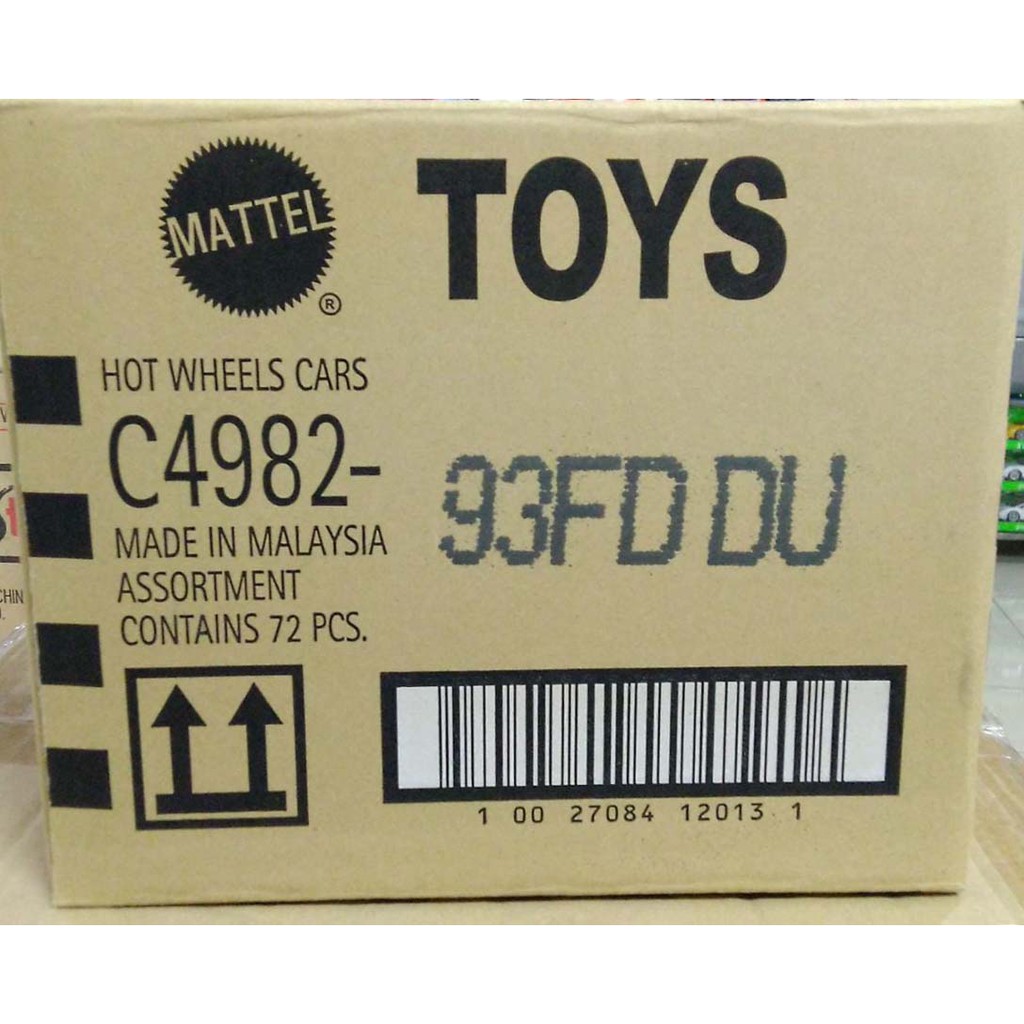 MATTEL ®
TOYS
HOT WHEELS CARS
C4982-
93FD DU
MADE IN MALAYSIA
ASSORTMENT
CONTAINS 72 PCS.
1 00 27084 12013 1
CHIN